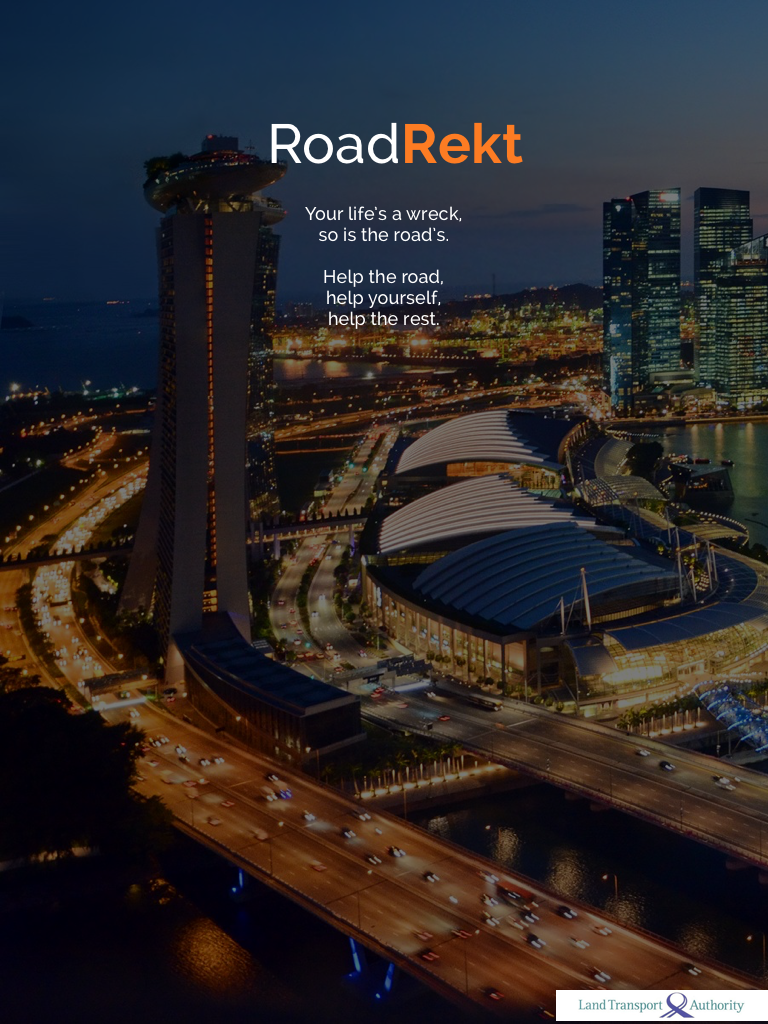 RoadRekt
Your life's a wreck,
so is the road's.
Help the road,
help yourself,
help the rest.
Land Transport Authority